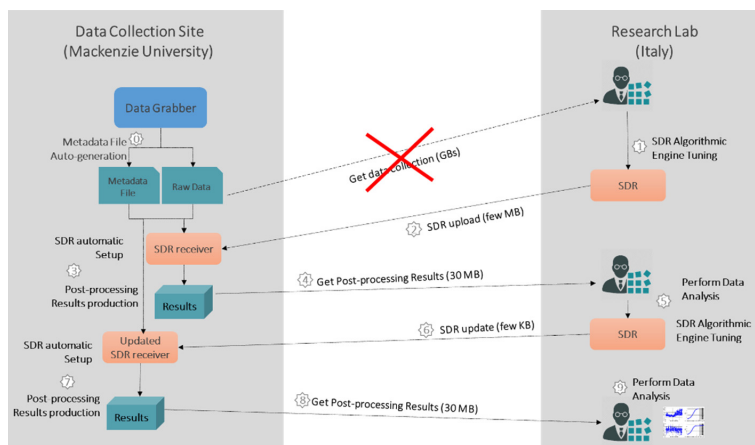 Data Collection Site
(Mackenzie University)
Research Lab
(Italy)
Data Grabber
Metadata File
Auto-generation
0
Metadata
File
Raw Data
Get data collection (GBs)
1
SDR Algorithmic
Engine Tuning
SDR
2
SDR upload (few MB)
SDR automatic
Setup
SDR receiver
3
Post-processing
Results production
Results
4
Get Post-processing Results (30 MB)
Perform Data
Analysis
5
6
SDR update (few KB)
SDR
SDR Algorithmic
Engine Tuning
SDR automatic
Setup
Updated
SDR receiver
7
Post-processing
Results production
Results
8
Get Post-processing Results (30 MB)
9
Perform Data
Analysis